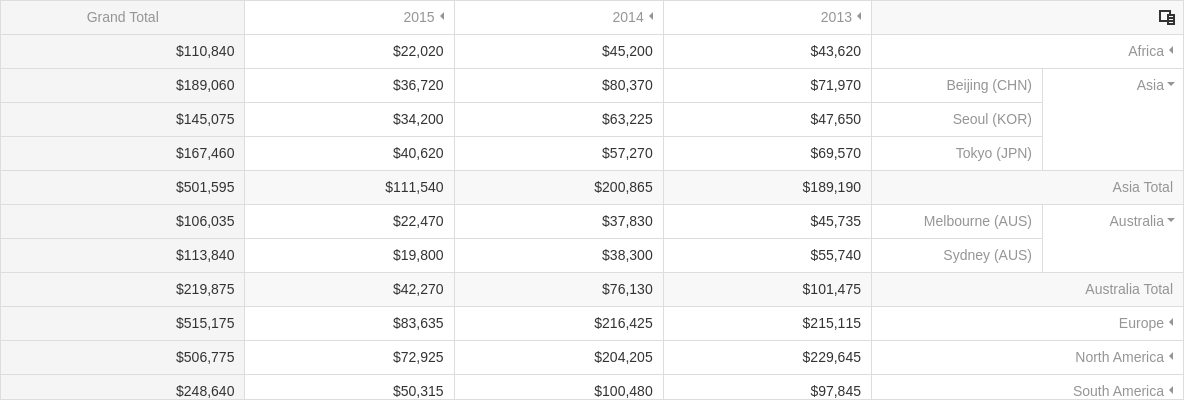 Grand Total 2015 2014 2013
$110,840 $22,020 $45,200 $43,620 Africa
$189,060 $36,720 $80,370 $71,970 Beijing (CHN) Asia
$145,075 $34,200 $63,225 $47,650 Seoul (KOR)
$167,460 $40,620 $57,270 $69,570 Tokyo (JPN)
$501,595 $111,540 $200,865 $189,190 Asia Total
$106,035 $22,470 $37,830 $45,735 Melbourne (AUS) Australia
$113,840 $19,800 $38,300 $55,740 Sydney (AUS)
$219,875 $42,270 $76,130 $101,475 Australia Total
$515,175 $83,635 $216,425 $215,115 Europe
$506,775 $72,925 $204,205 $229,645 North America
$248,640 $50,315 $100,480 $97,845 South America